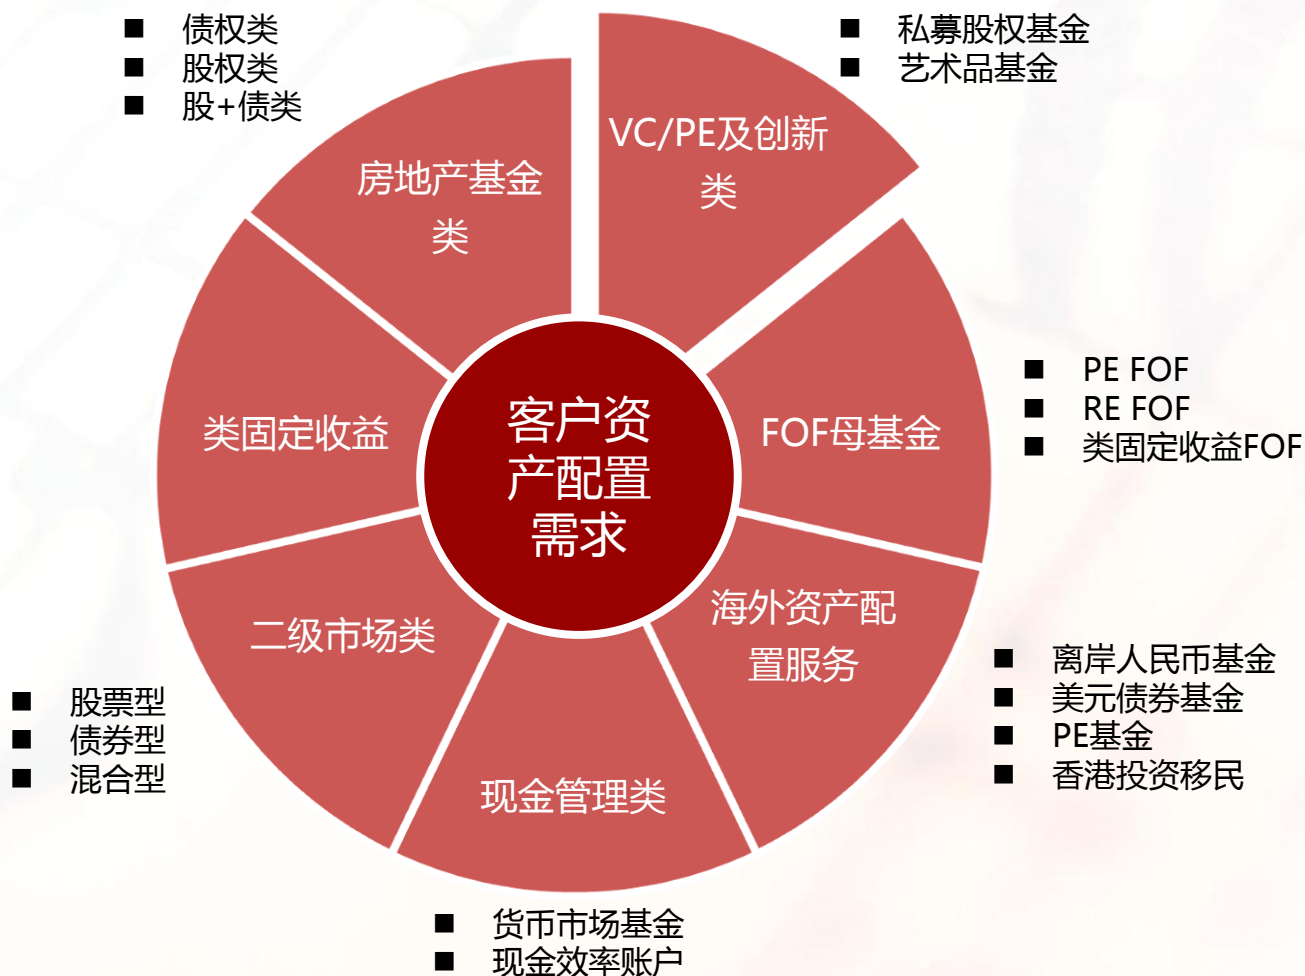 债权类
股权类
股+债类
私募股权基金
艺术品基金
VC/PE及创新
类
房地产基金
类
类固定收益
客户资
产配置
需求
FOF母基金
PE FOF
RE FOF
类固定收益FOF
海外资产配
置服务
二级市场类
离岸人民币基金
美元债券基金
PE基金
香港投资移民
股票型
债券型
混合型
现金管理类
货币市场基金
现金效率账户